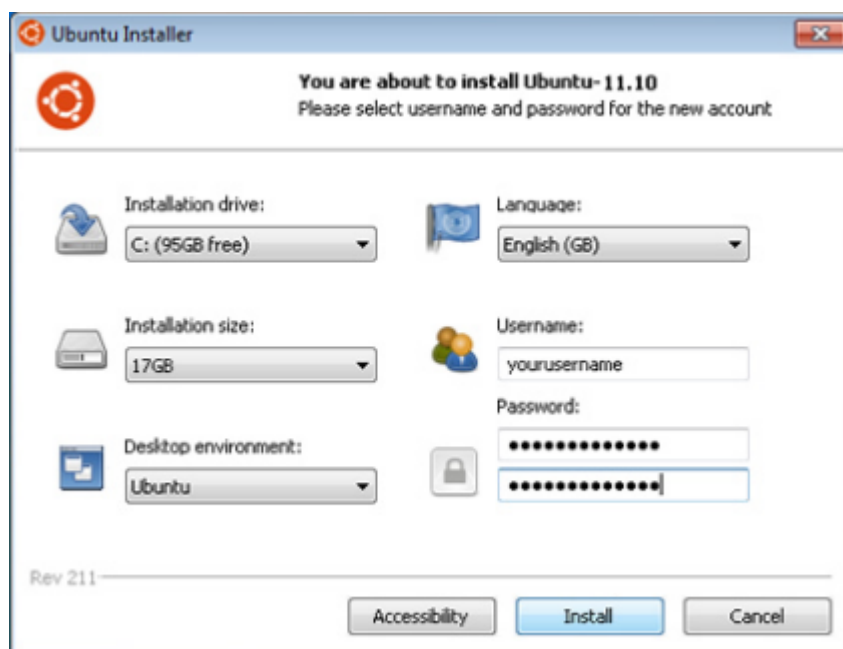 Ubuntu Installer
You are about to install Ubuntu-11.10
Please select username and password for the new account
Installation drive:
C: (95GB free)
Language:
English (GB)
Installation size:
17GB
Username:
yourusername
Password:
●●●●●●●●●●●●●
Desktop environment:
Ubuntu
●●●●●●●●●●●●●
Rev 211
Accessibility
Install
Cancel